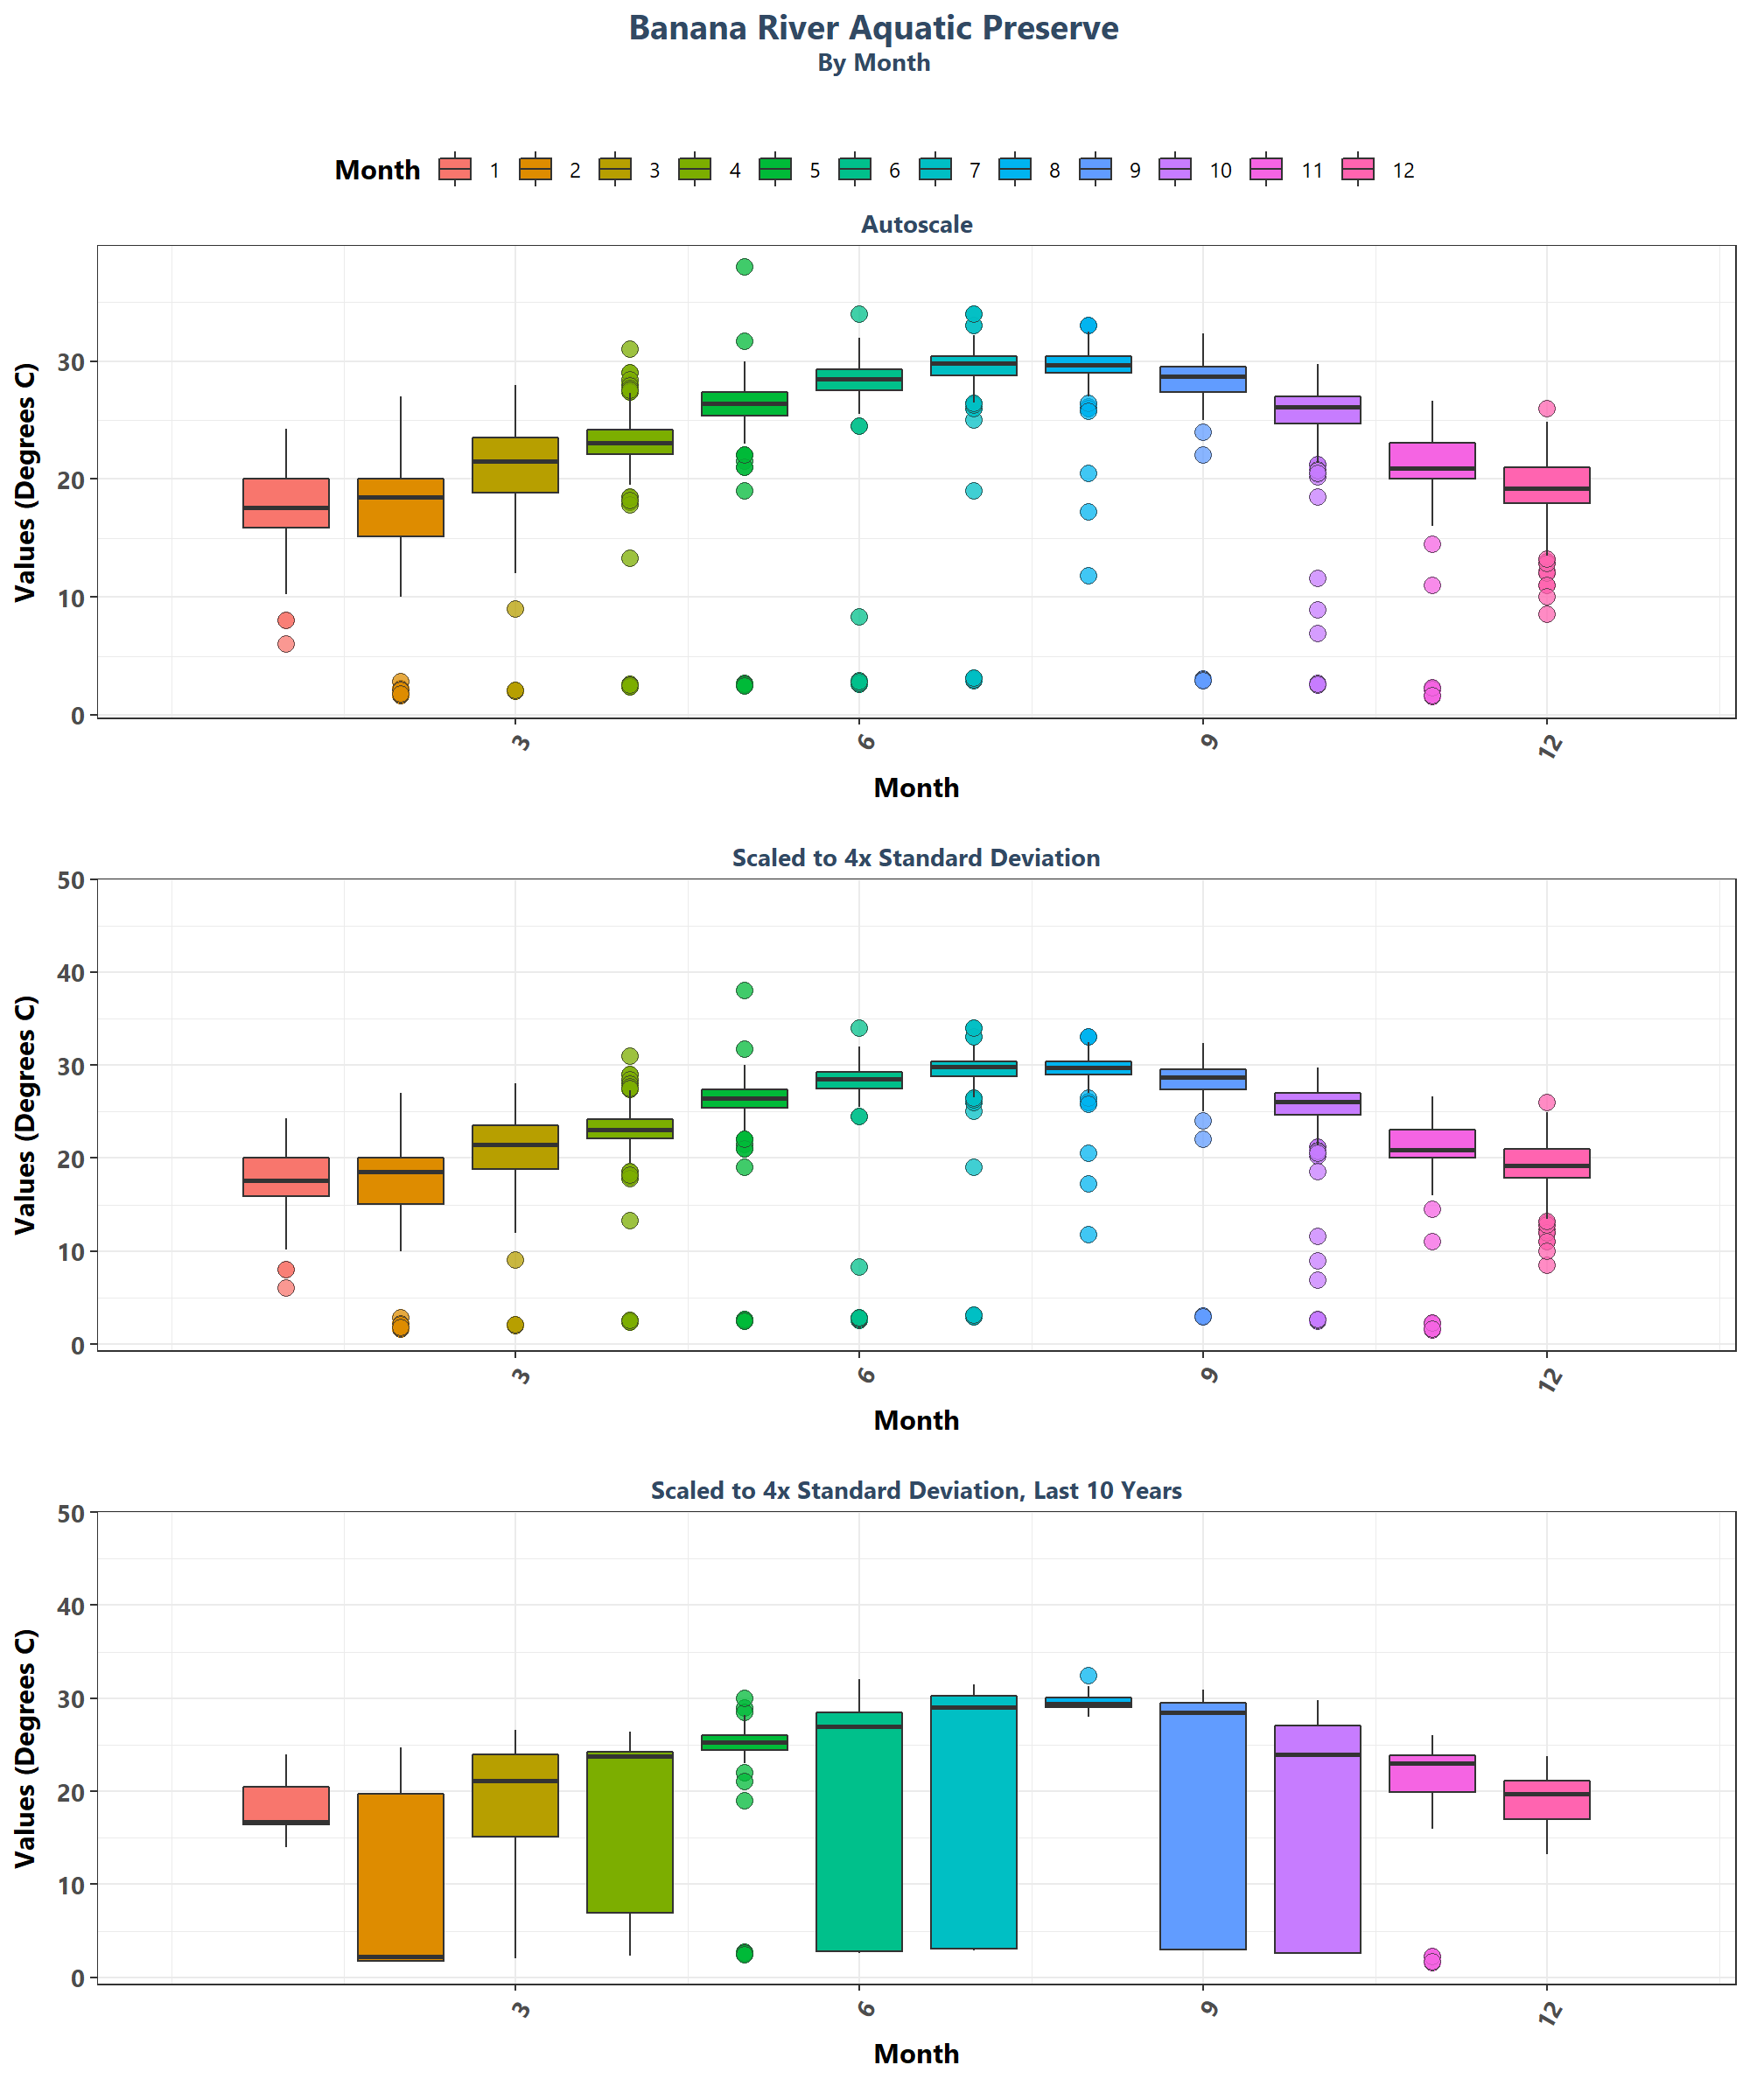 Banana River Aquatic Preserve
By Month
Month 1 2 3 4 5 6 7 8 9 10 11 12
Autoscale
Values (Degrees C)
30
20
10
0
3 6 9 12
Month
Scaled to 4x Standard Deviation
Values (Degrees C)
50
40
30
20
10
0
3 6 9 12
Month
Scaled to 4x Standard Deviation, Last 10 Years
Values (Degrees C)
50
40
30
20
10
0
3 6 9 12
Month